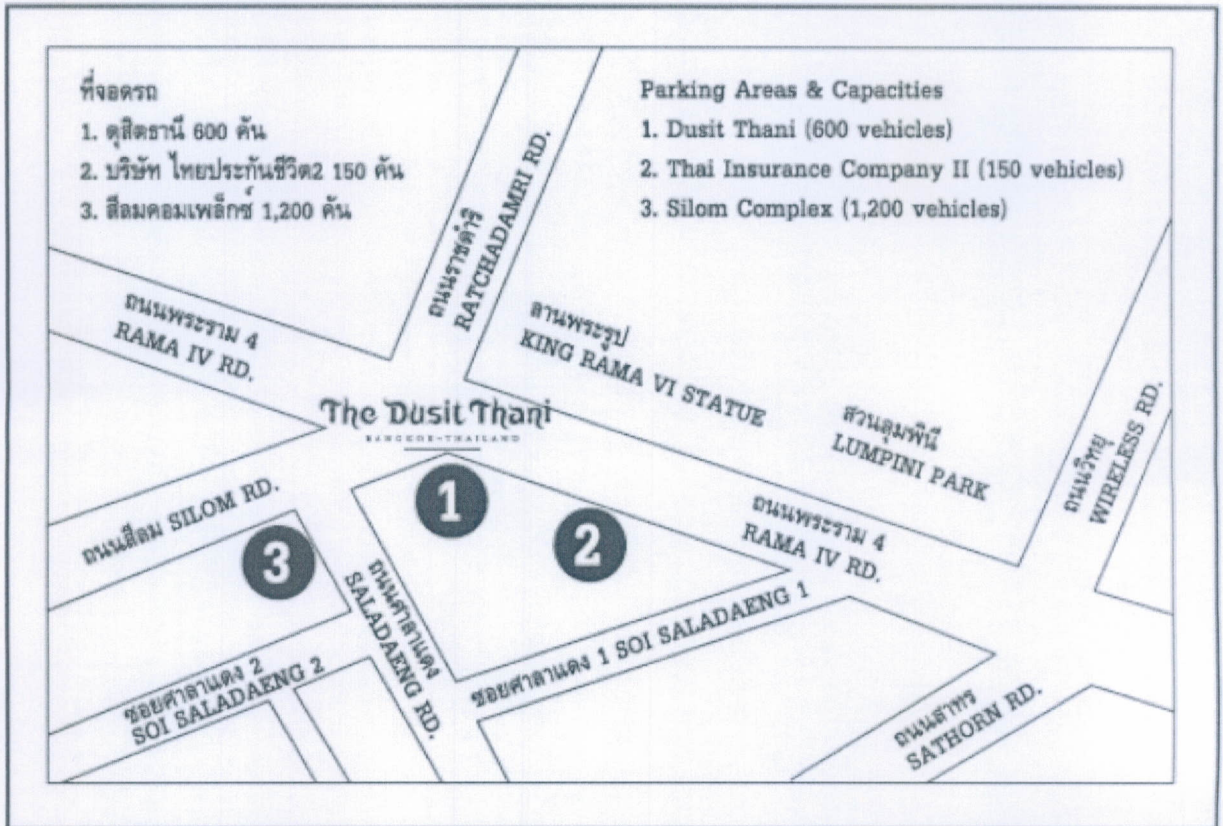 ที่จอดรถ
1. ดุสิตธานี 600 คัน
2. บริษัท ไทยประกันชีวิต2 150 คัน
3. สีลมคอมเพล็กซ์ 1,200 คัน
Parking Areas & Capacities
1. Dusit Thani (600 vehicles)
2. Thai Insurance Company II (150 vehicles)
3. Silom Complex (1,200 vehicles)
ถนนราชดำริ
RATCHADAMRI RD.
ถนนพระราม 4
RAMA IV RD.
ลานพระรูป
KING RAMA VI STATUE
สวนลุมพินี
LUMPINI PARK
ถนนวิทยุ
WIRELESS RD.
The Dusit Thani
BANGKOK-THAILAND
1
2
3
ถนนสีลม SILOM RD.
ถนนพระราม 4
RAMA IV RD.
ถนนศาลาแดง
SALADAENG RD.
ซอยศาลาแดง 1 SOI SALADAENG 1
ซอยศาลาแดง 2
SOI SALADAENG 2
ถนนสาทร
SATHORN RD.